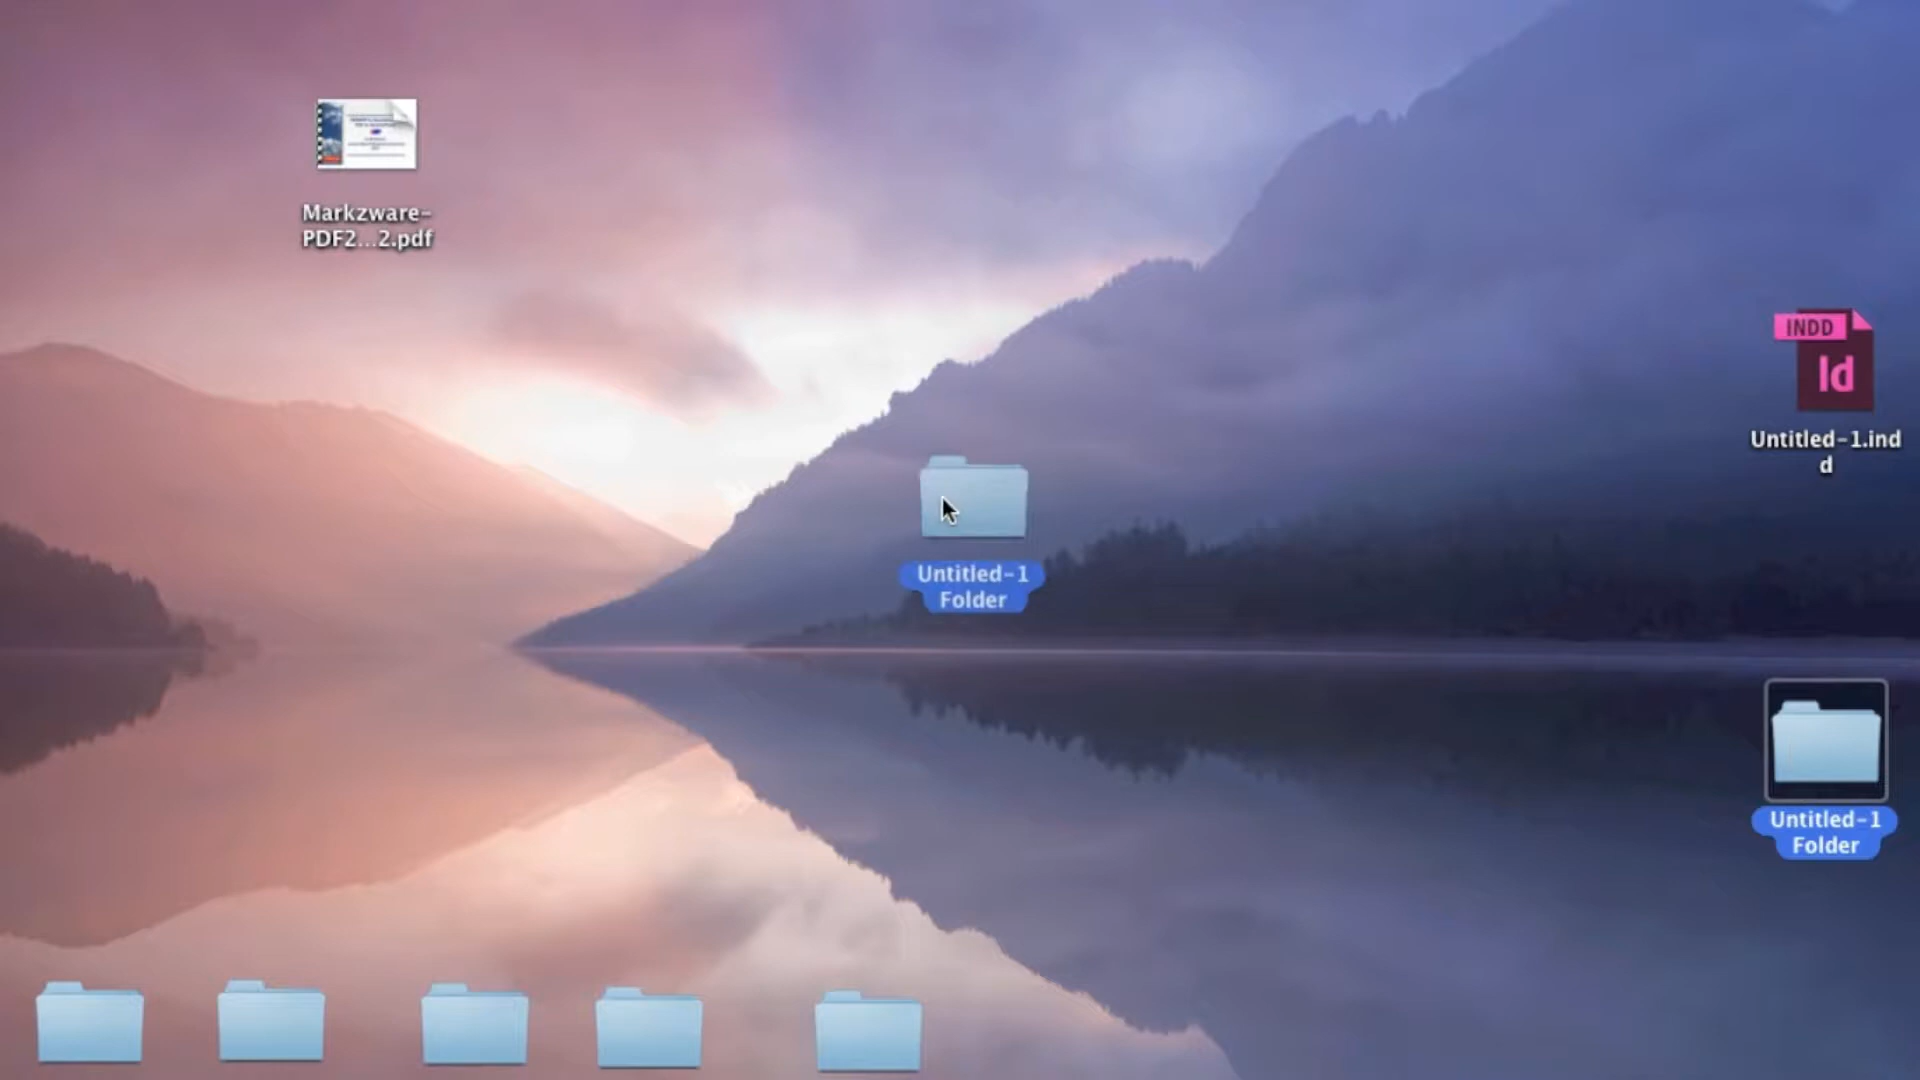 Markzware-
PDF2...2.pdf
INDD
Id
Untitled-1.ind
d
Untitled-1
Folder
Untitled-1
Folder